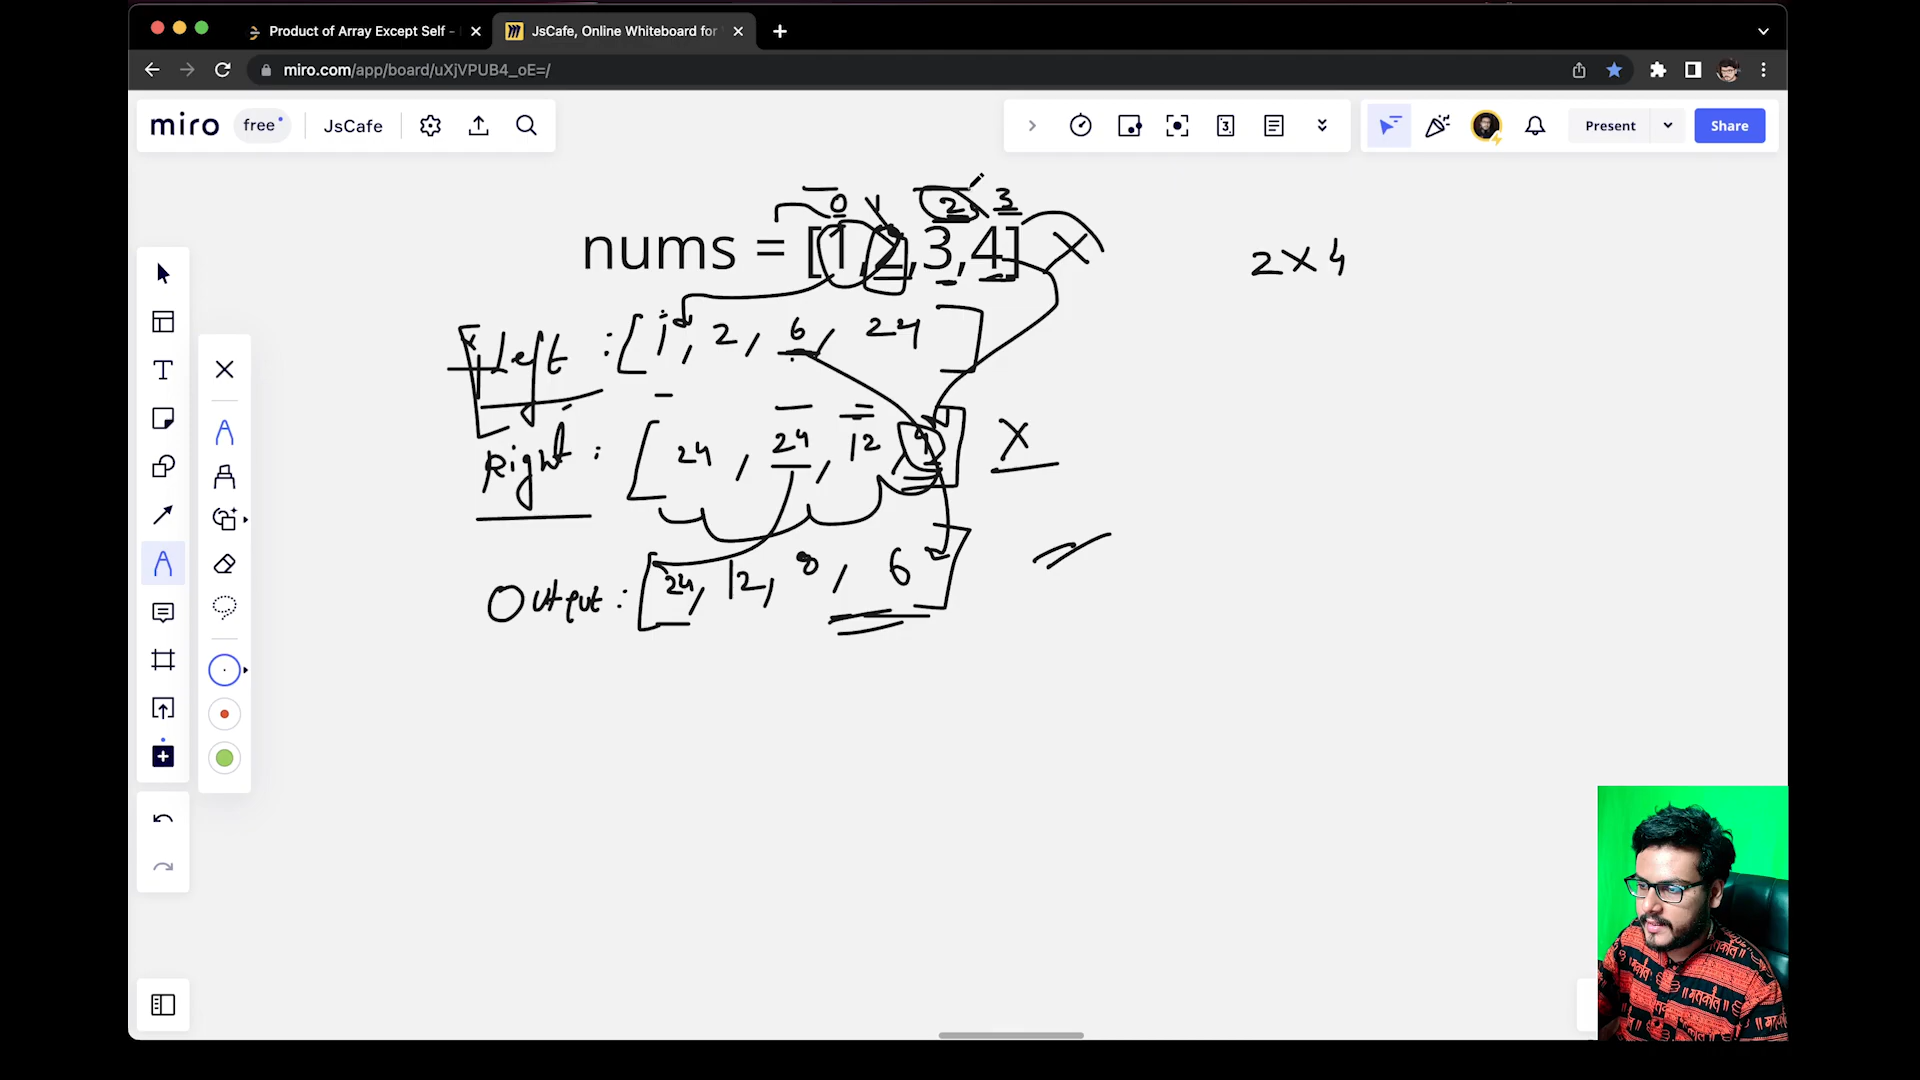 Product of Array Except Self -
JsCafe, Online Whiteboard for
miro.com/app/board/uXjVPUB4_oE=/
miro free JsCafe
3 Present Share
0 1 2 3
nums = [1,2,3,4] X
2 X 4
Left : [1, 2, 6, 24]
Right : [24, 24, 12, 4] X
Output : [24, 12, 8, 6]